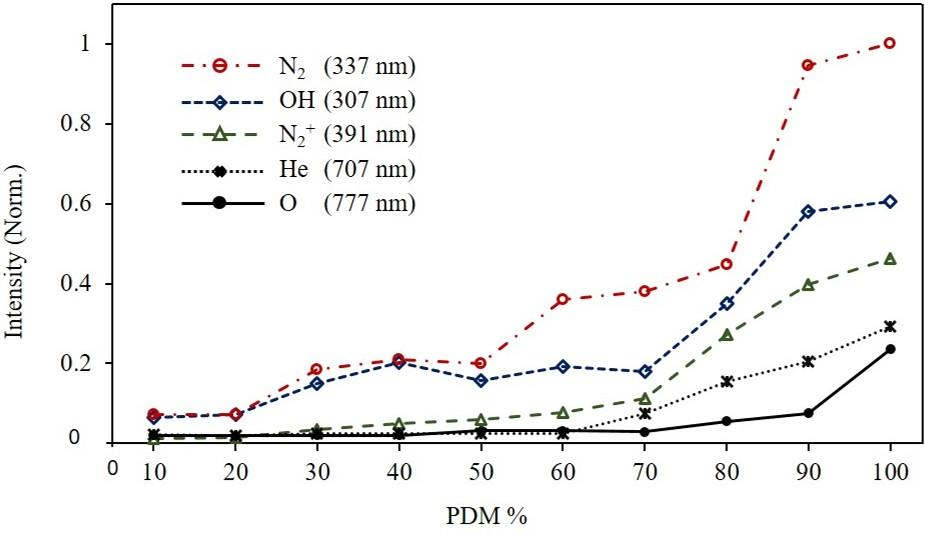 Intensity (Norm.)
1
0.8
0.6
0.4
0.2
0
N₂ (337 nm)
OH (307 nm)
N₂⁺ (391 nm)
He (707 nm)
O (777 nm)
0 10 20 30 40 50 60 70 80 90 100
PDM %